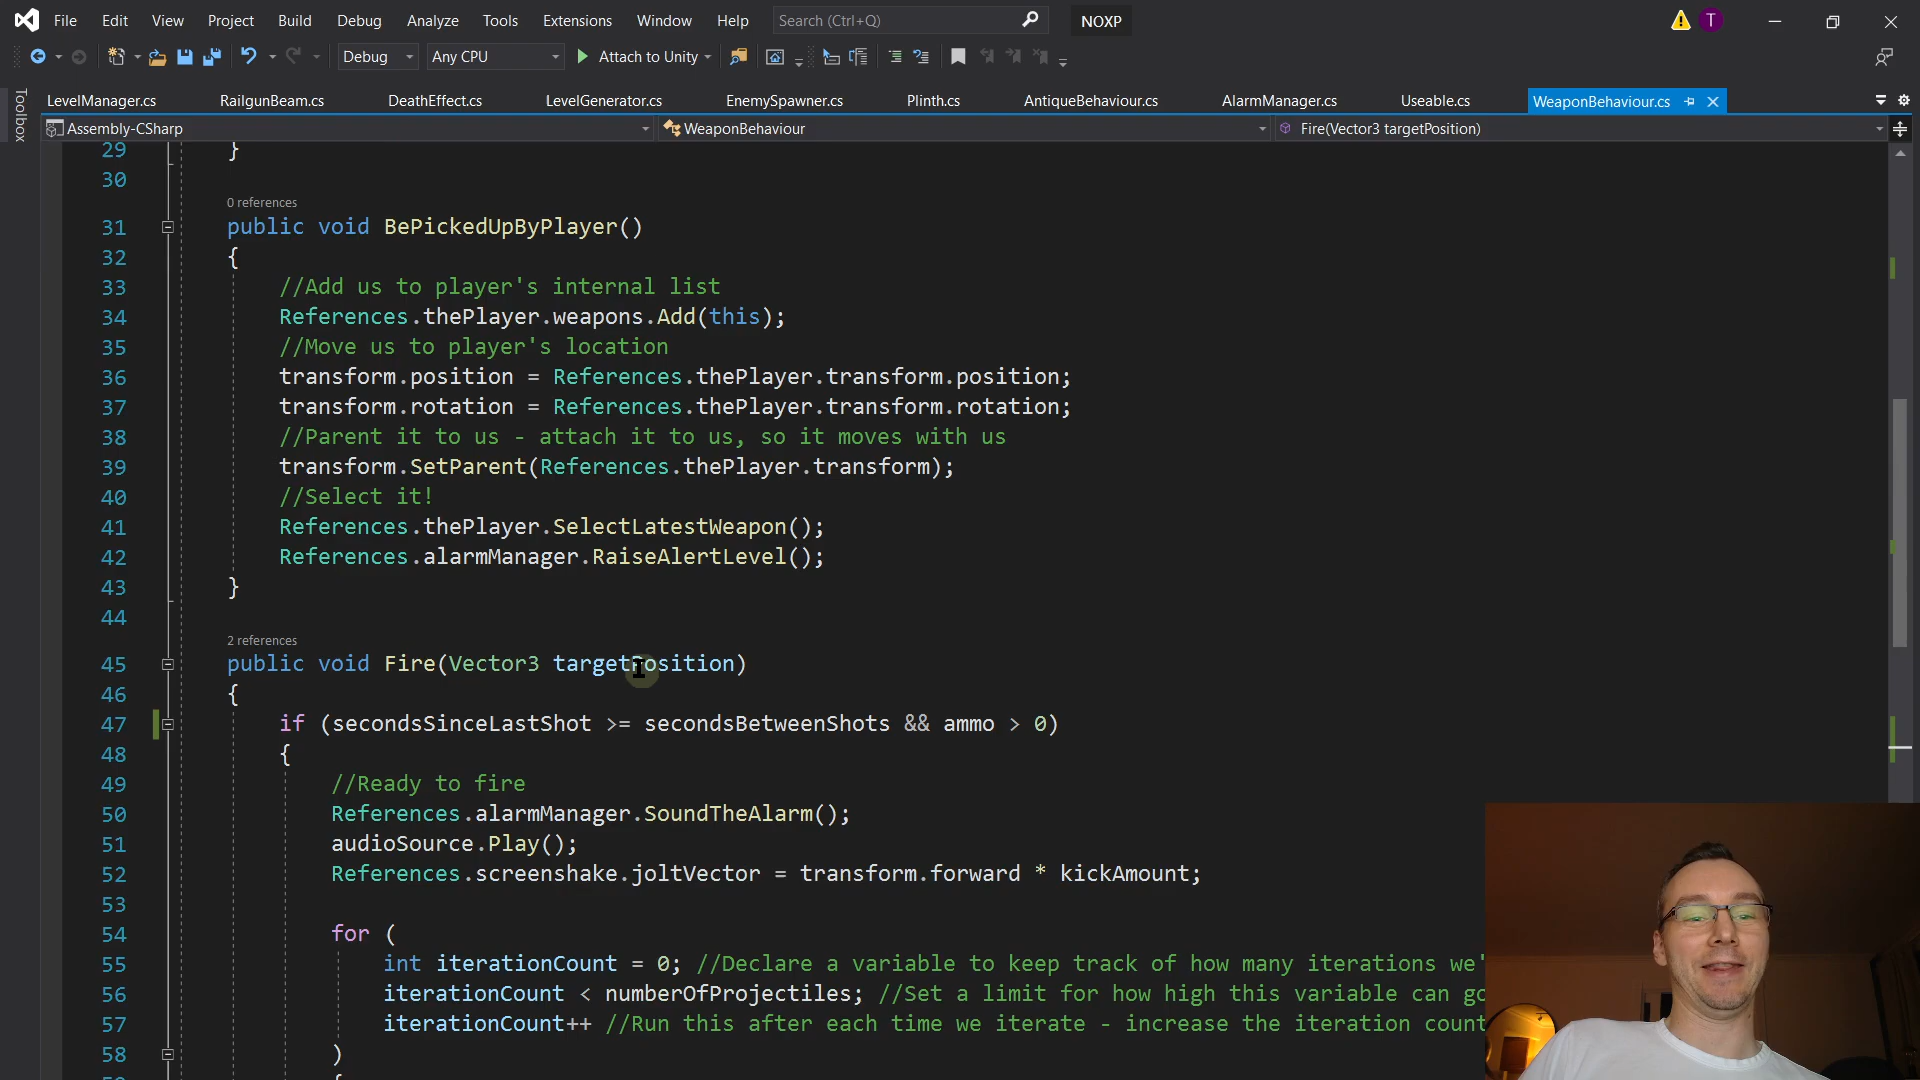 File Edit View Project Build Debug Analyze Tools Extensions Window Help Search (Ctrl+Q) NOXP T
Debug Any CPU Attach to Unity
Toolbox
LevelManager.cs RailgunBeam.cs DeathEffect.cs LevelGenerator.cs EnemySpawner.cs Plinth.cs AntiqueBehaviour.cs AlarmManager.cs Useable.cs WeaponBehaviour.cs
Assembly-CSharp WeaponBehaviour Fire(Vector3 targetPosition)
29 }
30
0 references
31 public void BePickedUpByPlayer()
32 {
33 //Add us to player's internal list
34 References.thePlayer.weapons.Add(this);
35 //Move us to player's location
36 transform.position = References.thePlayer.transform.position;
37 transform.rotation = References.thePlayer.transform.rotation;
38 //Parent it to us - attach it to us, so it moves with us
39 transform.SetParent(References.thePlayer.transform);
40 //Select it!
41 References.thePlayer.SelectLatestWeapon();
42 References.alarmManager.RaiseAlertLevel();
43 }
44
2 references
45 public void Fire(Vector3 targetPosition)
46 {
47 if (secondsSinceLastShot >= secondsBetweenShots && ammo > 0)
48 {
49 //Ready to fire
50 References.alarmManager.SoundTheAlarm();
51 audioSource.Play();
52 References.screenshake.joltVector = transform.forward * kickAmount;
53
54 for (
55 int iterationCount = 0; //Declare a variable to keep track of how many iterations we'
56 iterationCount < numberOfProjectiles; //Set a limit for how high this variable can go
57 iterationCount++ //Run this after each time we iterate - increase the iteration count
58 )